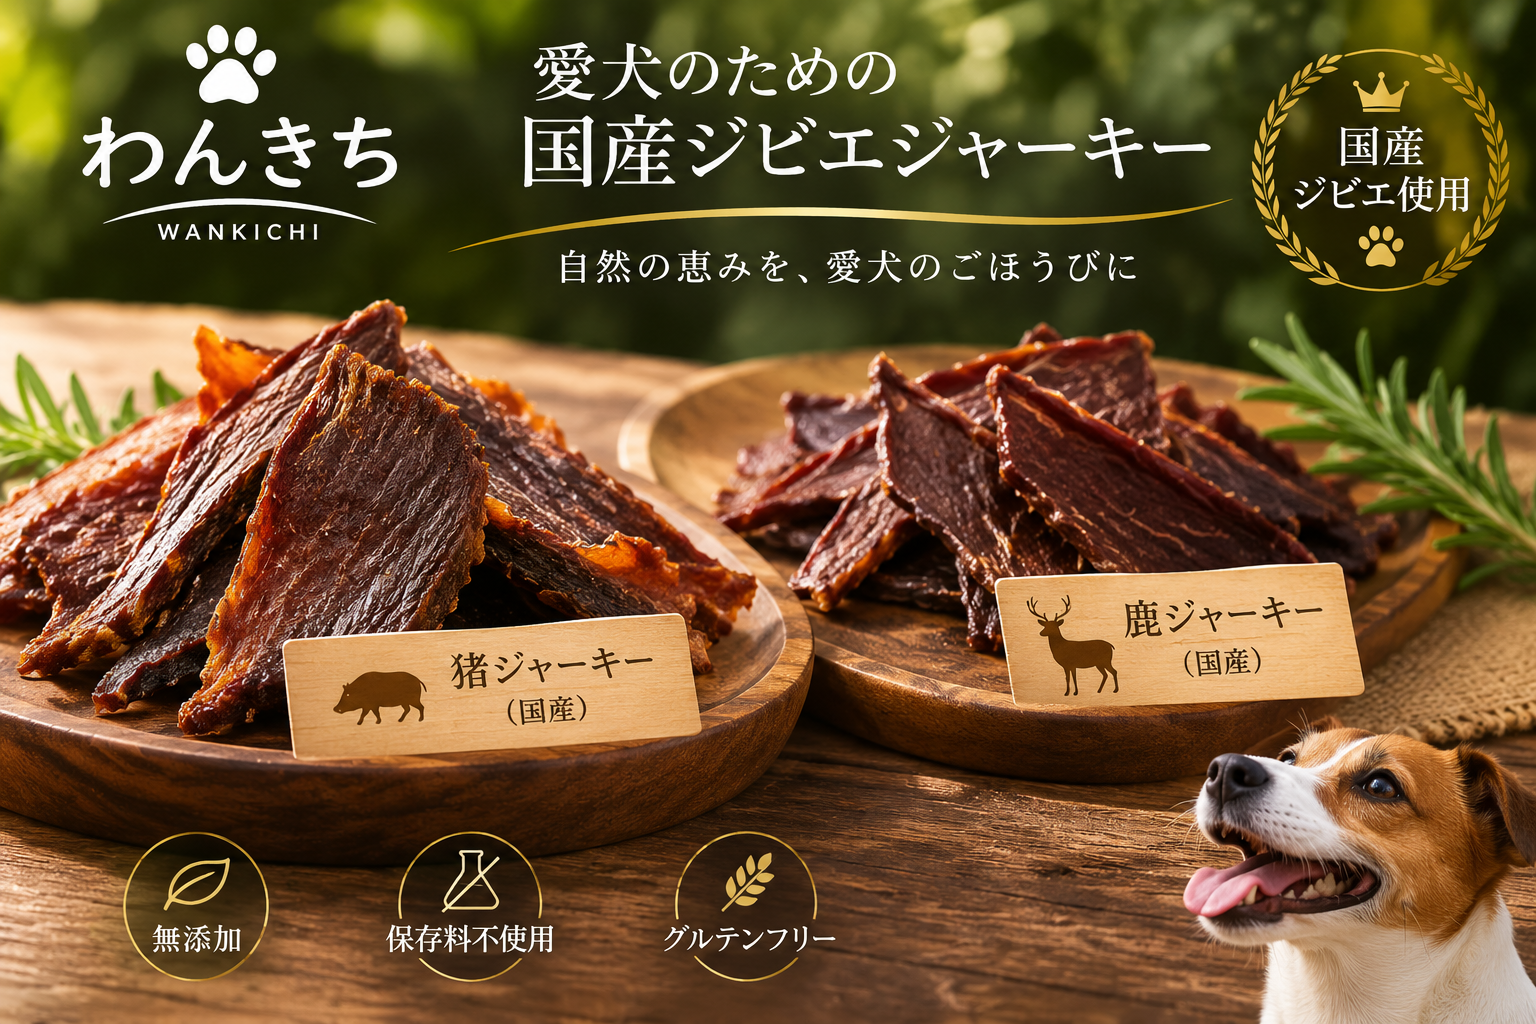 わんきち
WANKICHI
愛犬のための
国産ジビエジャーキー
自然の恵みを、愛犬のごほうびに
国産
ジビエ使用
猪ジャーキー
（国産）
鹿ジャーキー
（国産）
無添加
保存料不使用
グルテンフリー